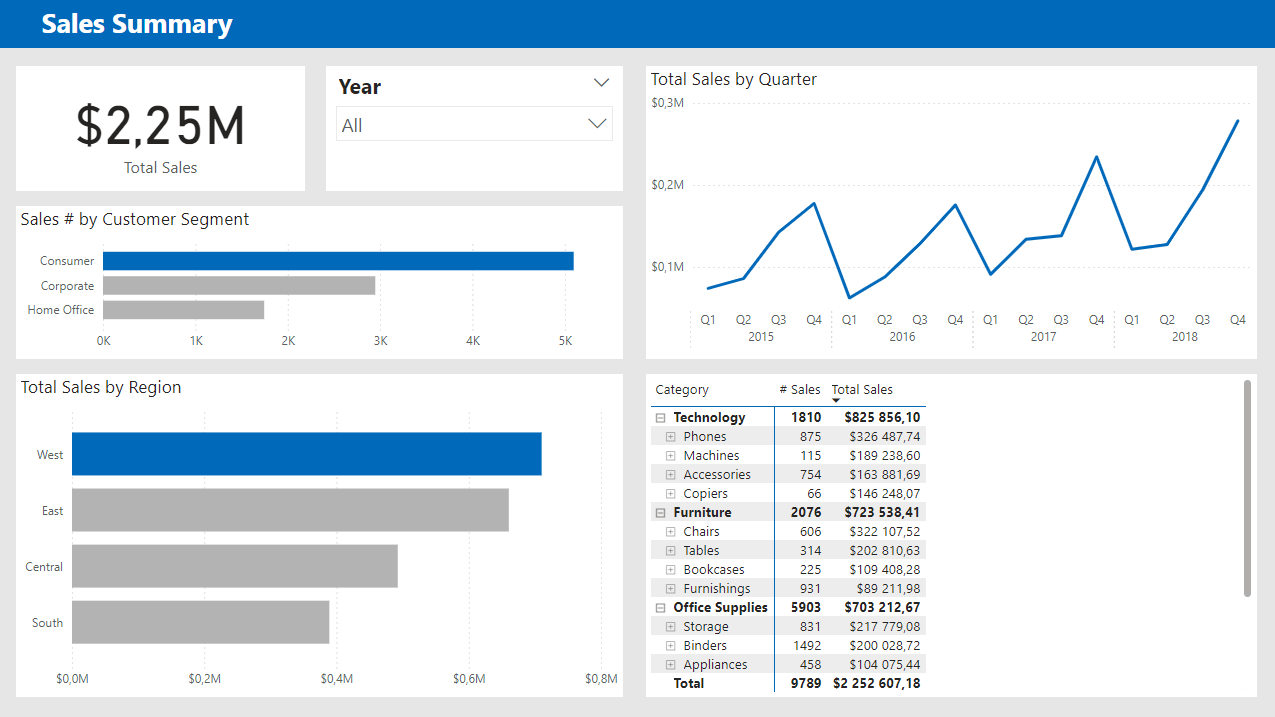 Sales Summary
$2,25M
Total Sales
Year
All
Sales # by Customer Segment
Consumer
Corporate
Home Office
0K 1K 2K 3K 4K 5K
Total Sales by Region
West
East
Central
South
$0,0M $0,2M $0,4M $0,6M $0,8M
Total Sales by Quarter
$0,3M
$0,2M
$0,1M
Q1 Q2 Q3 Q4 Q1 Q2 Q3 Q4 Q1 Q2 Q3 Q4 Q1 Q2 Q3 Q4
2015 2016 2017 2018
Category # Sales Total Sales
Technology 1810 $825 856,10
Phones 875 $326 487,74
Machines 115 $189 238,60
Accessories 754 $163 881,69
Copiers 66 $146 248,07
Furniture 2076 $723 538,41
Chairs 606 $322 107,52
Tables 314 $202 810,63
Bookcases 225 $109 408,28
Furnishings 931 $89 211,98
Office Supplies 5903 $703 212,67
Storage 831 $217 779,08
Binders 1492 $200 028,72
Appliances 458 $104 075,44
Total 9789 $2 252 607,18